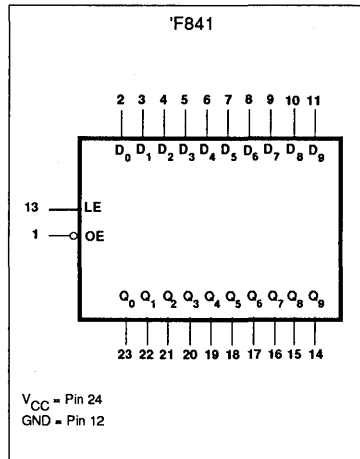 'F841
2 3 4 5 6 7 8 9 10 11
D0 D1 D2 D3 D4 D5 D6 D7 D8 D9
13 LE
1 OE
Q0 Q1 Q2 Q3 Q4 Q5 Q6 Q7 Q8 Q9
23 22 21 20 19 18 17 16 15 14
VCC = Pin 24
GND = Pin 12